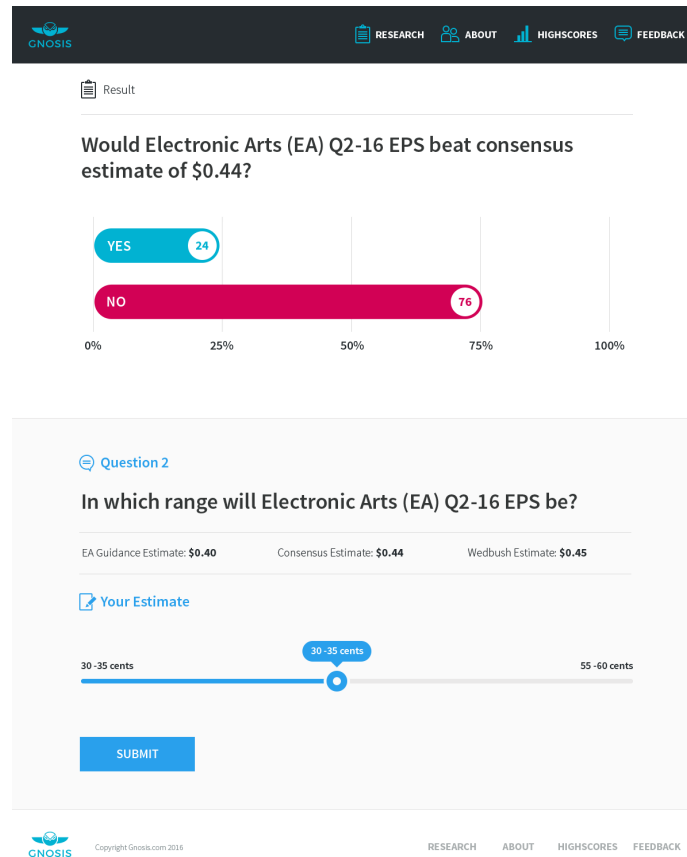 GNOSIS
RESEARCH ABOUT HIGHSCORES FEEDBACK
Result
Would Electronic Arts (EA) Q2-16 EPS beat consensus
estimate of $0.44?
YES 24
NO 76
0% 25% 50% 75% 100%
Question 2
In which range will Electronic Arts (EA) Q2-16 EPS be?
EA Guidance Estimate: $0.40 Consensus Estimate: $0.44 Wedbush Estimate: $0.45
Your Estimate
30 -35 cents
30 -35 cents 55 -60 cents
SUBMIT
GNOSIS
Copyright Gnosis.com 2016
RESEARCH ABOUT HIGHSCORES FEEDBACK